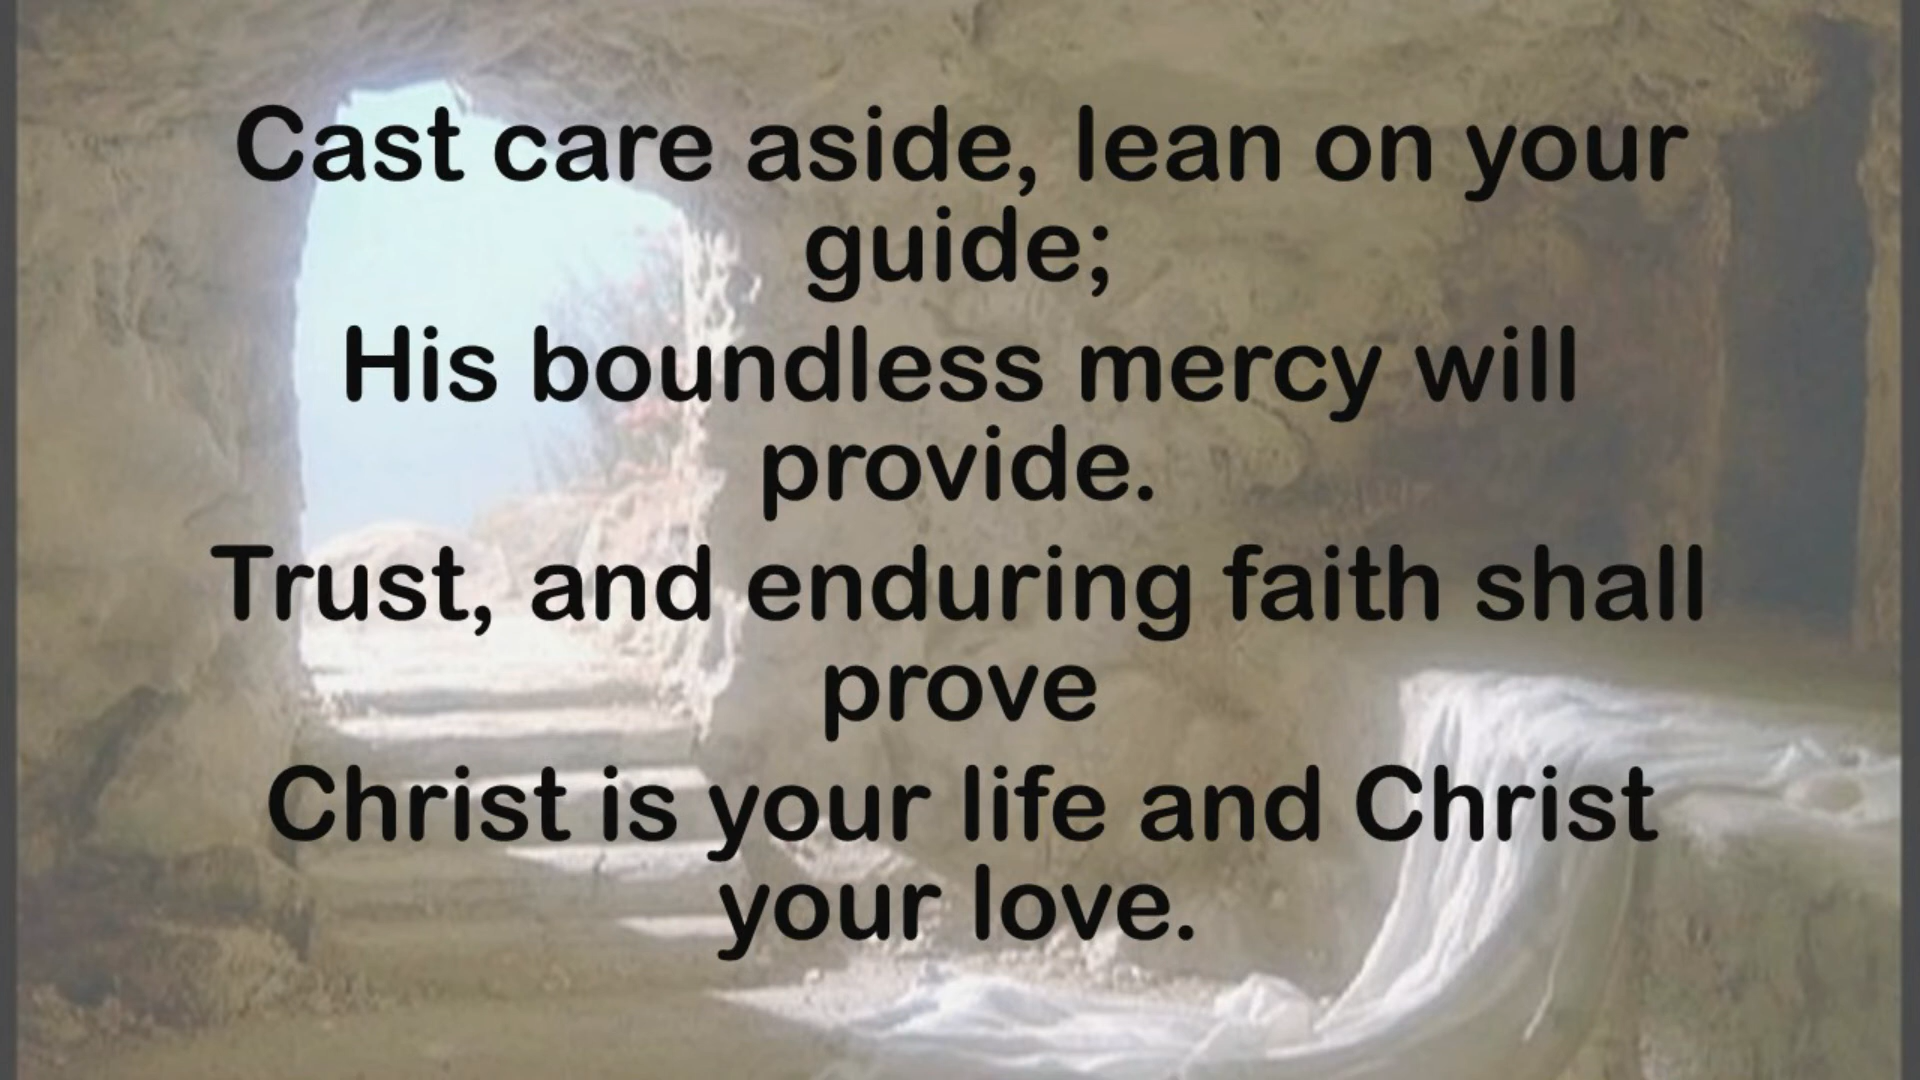 Cast care aside, lean on your
guide;
His boundless mercy will
provide.
Trust, and enduring faith shall
prove
Christ is your life and Christ
your love.